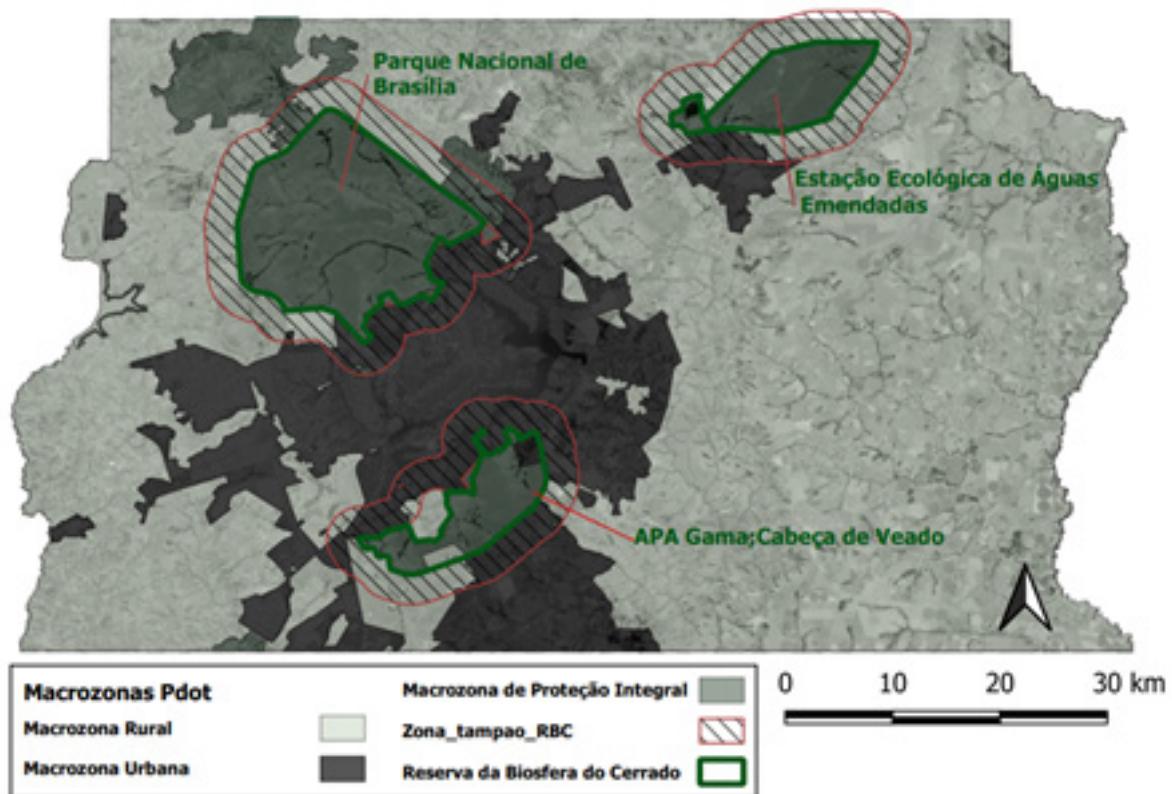 Parque Nacional de
Brasília
Estação Ecológica de Águas
Emendadas
APA Gama;Cabeça de Veado
Macrozonas Pdot
Macrozona Rural
Macrozona Urbana
Macrozona de Proteção Integral
Zona_tampao_RBC
Reserva da Biosfera do Cerrado
0 10 20 30 km